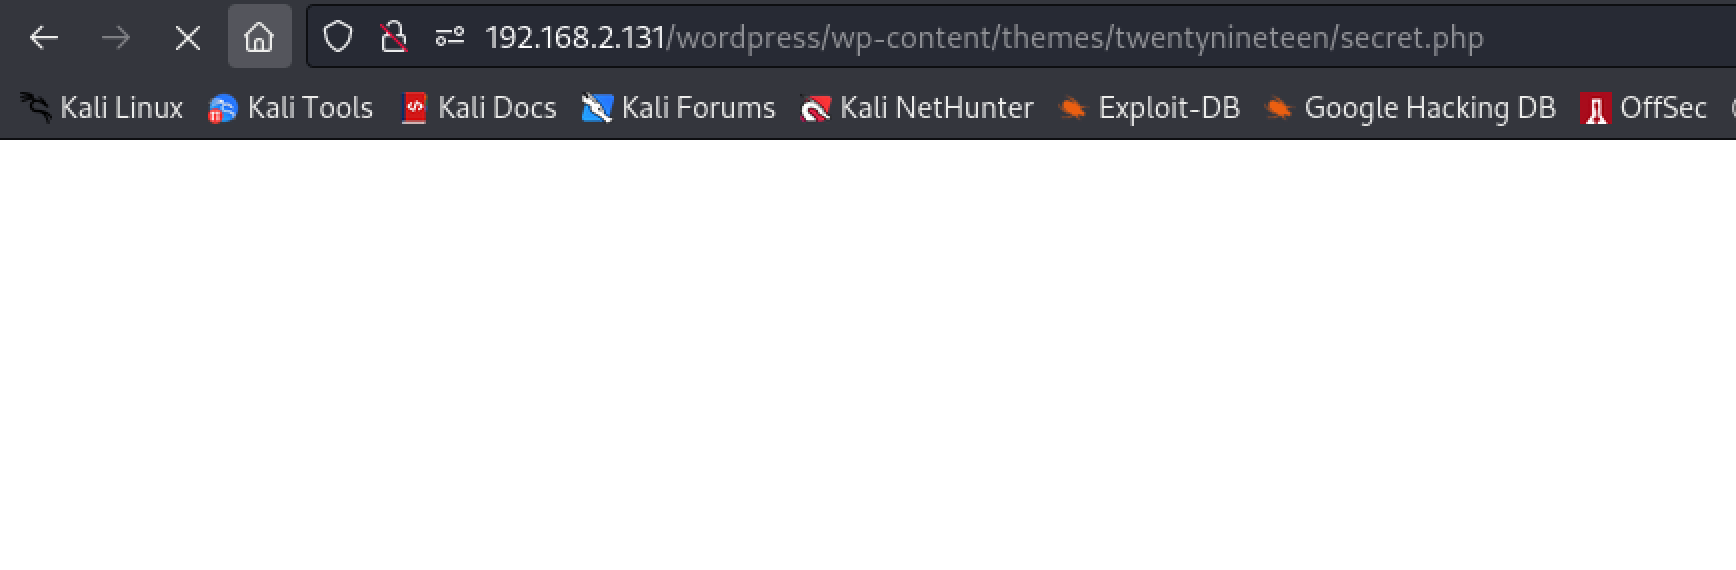 192.168.2.131/wordpress/wp-content/themes/twentynineteen/secret.php
Kali Linux Kali Tools Kali Docs Kali Forums Kali NetHunter Exploit-DB Google Hacking DB OffSec